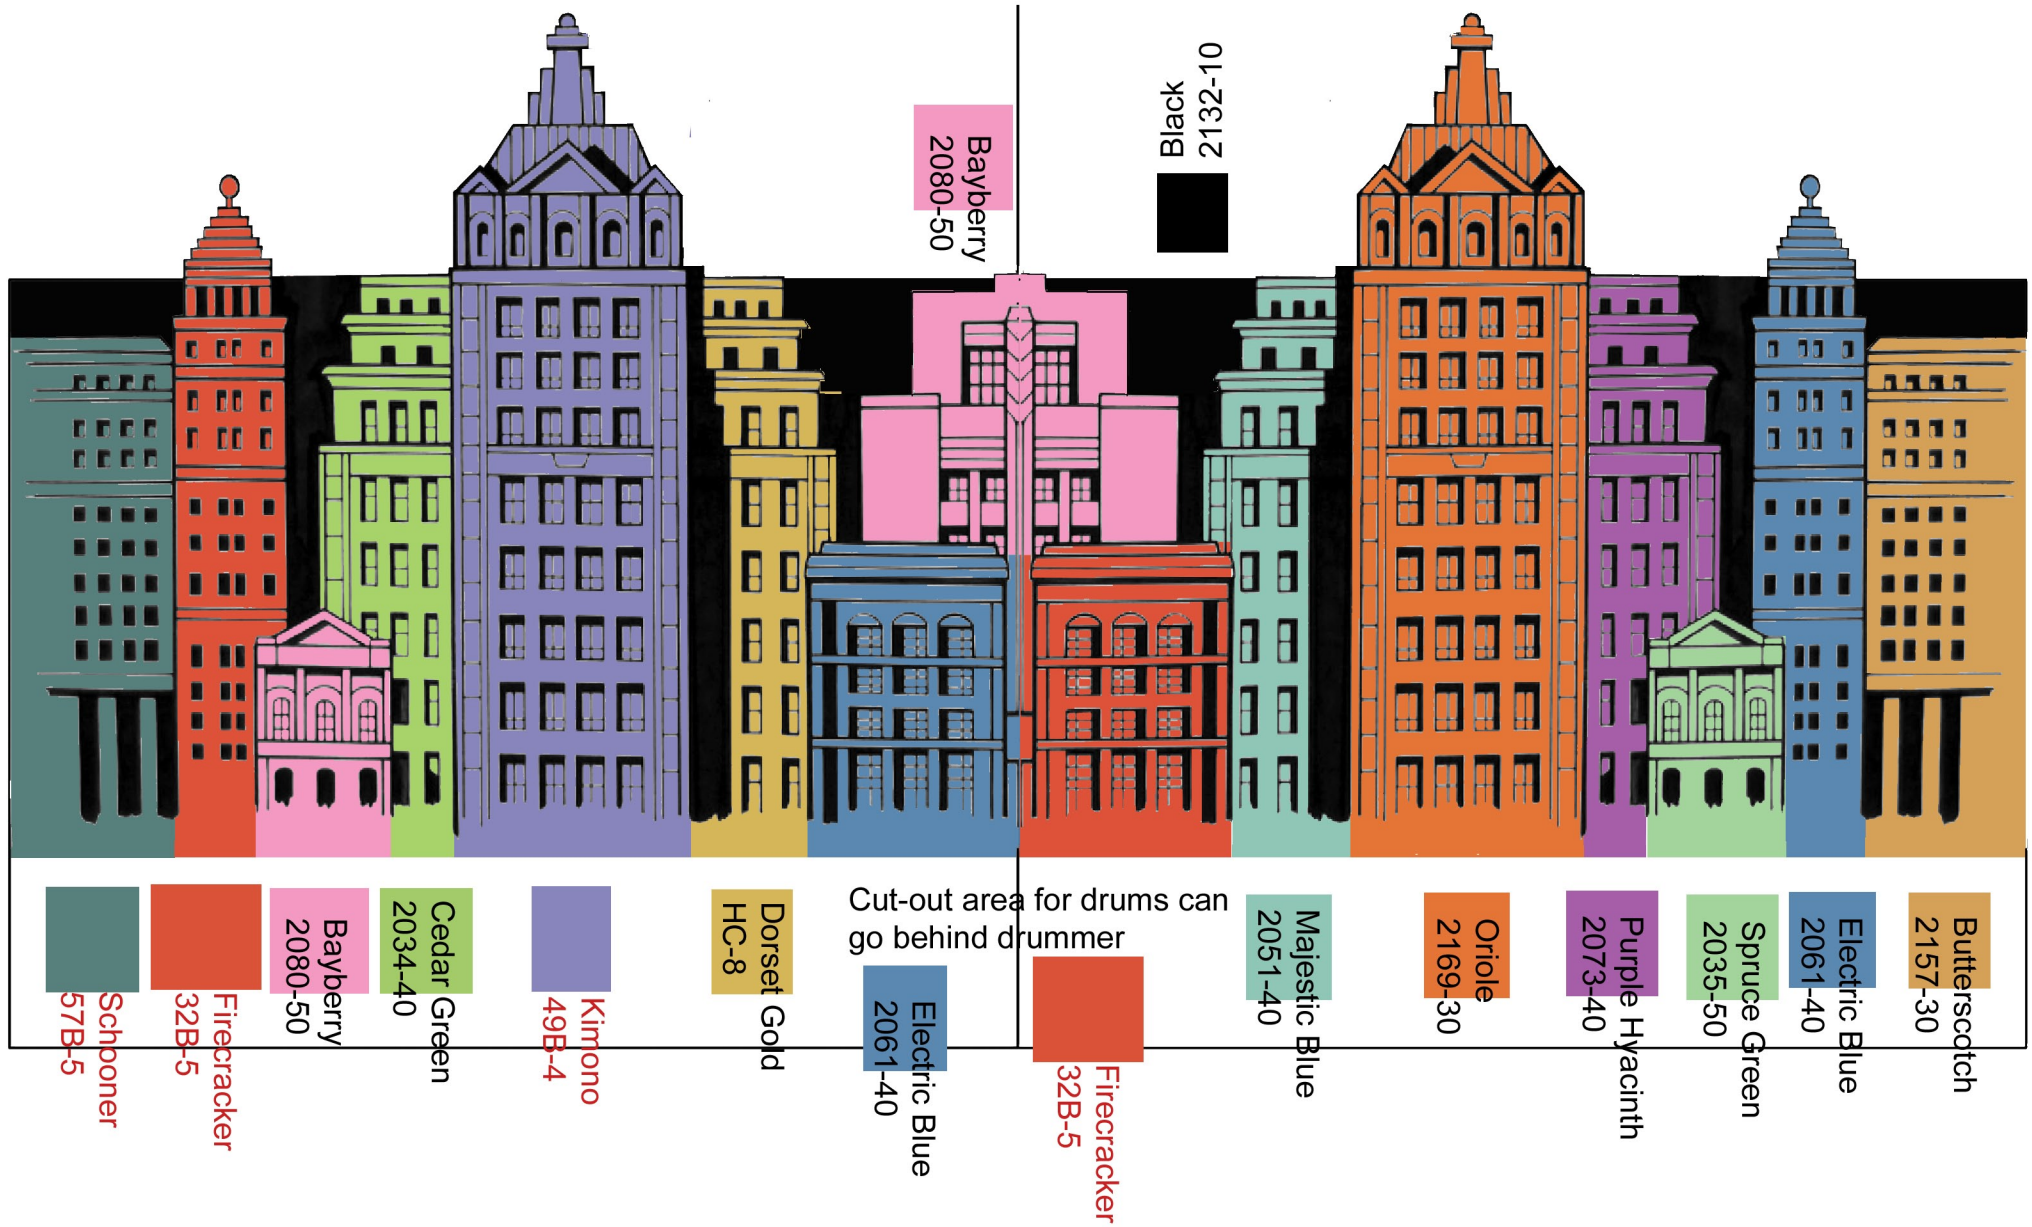 Bayberry
2080-50
Black
2132-10
Schooner
57B-5
Firecracker
32B-5
Bayberry
2080-50
Cedar Green
2034-40
Kimono
49B-4
Dorset Gold
HC-8
Cut-out area for drums can
go behind drummer
Electric Blue
2061-40
Firecracker
32B-5
Majestic Blue
2051-40
Oriole
2169-30
Purple Hyacinth
2073-40
Spruce Green
2035-50
Electric Blue
2061-40
Butterscotch
2157-30